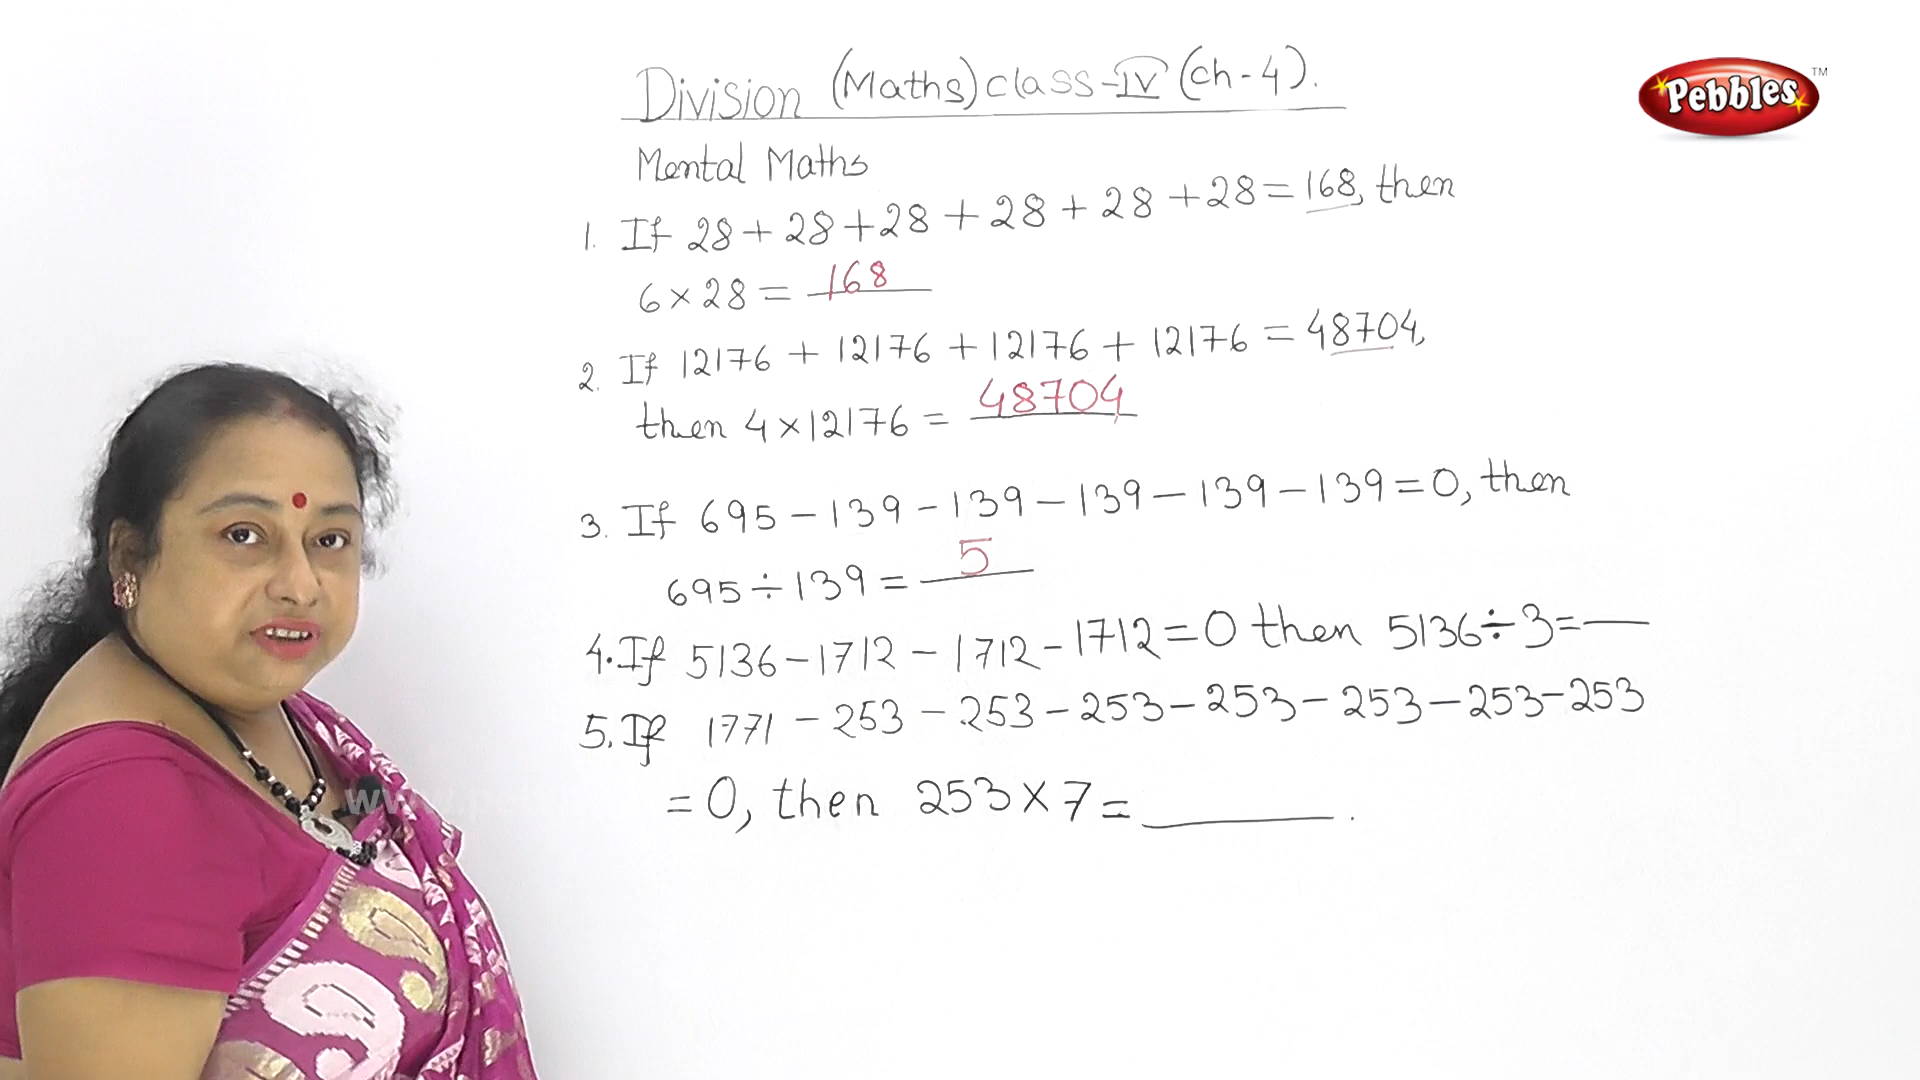 Division (Maths) class-IV (Ch-4).
Pebbles™
Mental Maths
1. If 28 + 28 + 28 + 28 + 28 + 28 = 168, then
6 × 28 = 168
2. If 12176 + 12176 + 12176 + 12176 = 48704,
then 4 × 12176 = 48704
3. If 695 - 139 - 139 - 139 - 139 - 139 = 0, then
695 ÷ 139 = 5
4. If 5136 - 1712 - 1712 - 1712 = 0 then 5136 ÷ 3 = ___
5. If 1771 - 253 - 253 - 253 - 253 - 253 - 253 - 253
= 0, then 253 × 7 = ______.